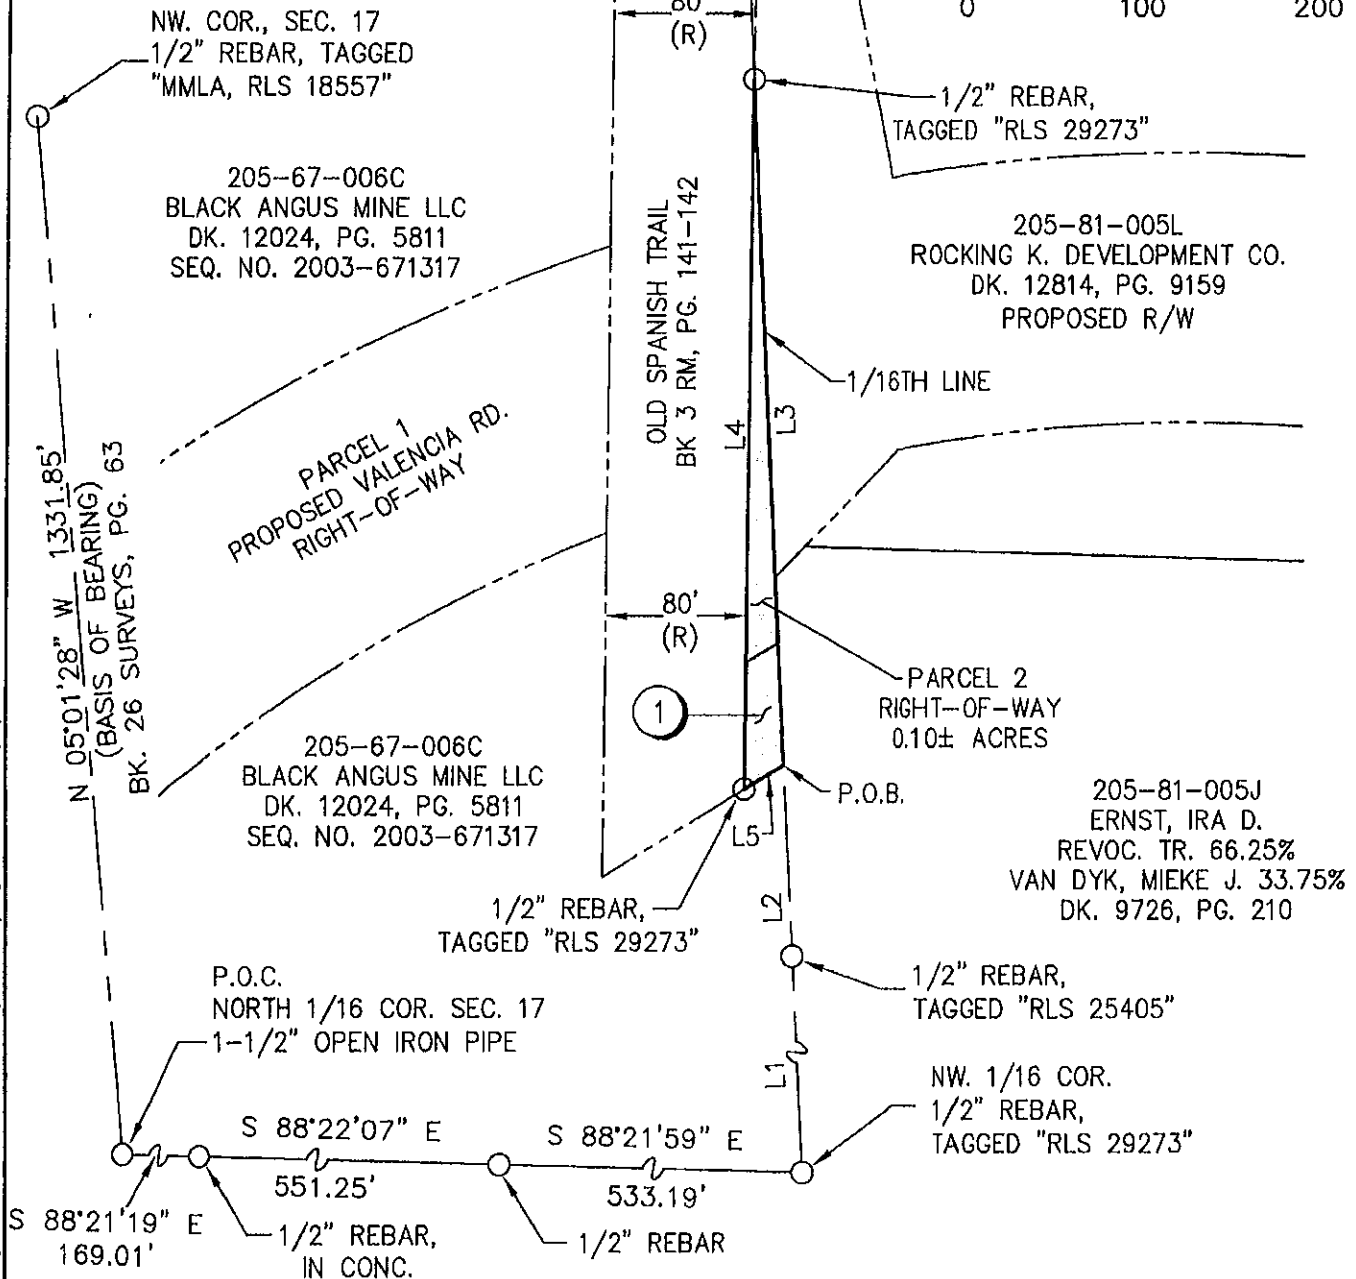 NW. COR., SEC. 17
1/2" REBAR, TAGGED
"MMLA, RLS 18557"
80'
(R)
0 100 200
1/2" REBAR,
TAGGED "RLS 29273"
205-67-006C
BLACK ANGUS MINE LLC
DK. 12024, PG. 5811
SEQ. NO. 2003-671317
OLD SPANISH TRAIL
BK 3 RM, PG. 141-142
205-81-005L
ROCKING K. DEVELOPMENT CO.
DK. 12814, PG. 9159
PROPOSED R/W
1/16TH LINE
L4
L3
PARCEL 1
PROPOSED VALENCIA RD.
RIGHT-OF-WAY
N 05°01'28" W 1331.85'
(BASIS OF BEARING)
BK. 26 SURVEYS, PG. 63
80'
(R)
1
PARCEL 2
RIGHT-OF-WAY
0.10± ACRES
205-67-006C
BLACK ANGUS MINE LLC
DK. 12024, PG. 5811
SEQ. NO. 2003-671317
P.O.B.
L5
205-81-005J
ERNST, IRA D.
REVOC. TR. 66.25%
VAN DYK, MIEKE J. 33.75%
DK. 9726, PG. 210
1/2" REBAR,
TAGGED "RLS 29273"
L2
1/2" REBAR,
TAGGED "RLS 25405"
P.O.C.
NORTH 1/16 COR. SEC. 17
1-1/2" OPEN IRON PIPE
L1
NW. 1/16 COR.
1/2" REBAR,
TAGGED "RLS 29273"
S 88°22'07" E
551.25'
S 88°21'59" E
533.19'
S 88°21'19" E
169.01'
1/2" REBAR,
IN CONC.
1/2" REBAR